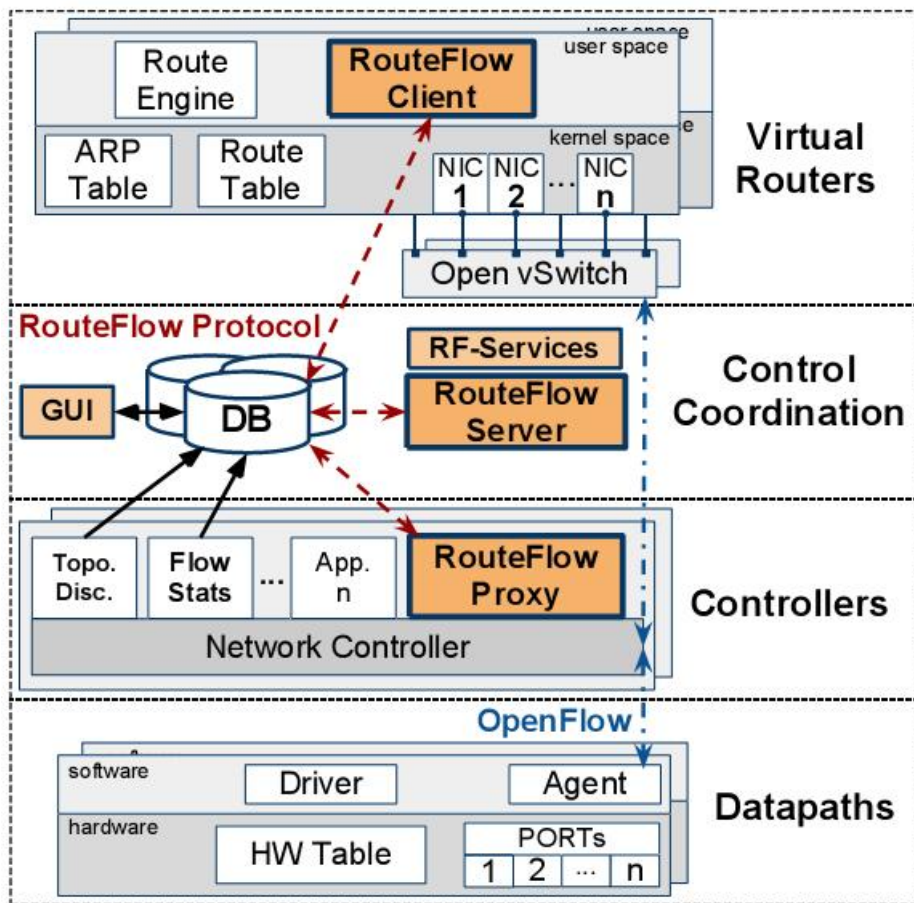 user space
user space
Route
Engine
RouteFlow
Client
kernel space
ARP
Table
Route
Table
NIC
1
NIC
2
...
NIC
n
Virtual
Routers
Open vSwitch
RouteFlow Protocol
RF-Services
GUI
DB
RouteFlow
Server
Control
Coordination
Topo.
Disc.
Flow
Stats
...
App.
n
RouteFlow
Proxy
Network Controller
Controllers
OpenFlow
software
Driver
Agent
hardware
HW Table
PORTs
1 2 ... n
Datapaths